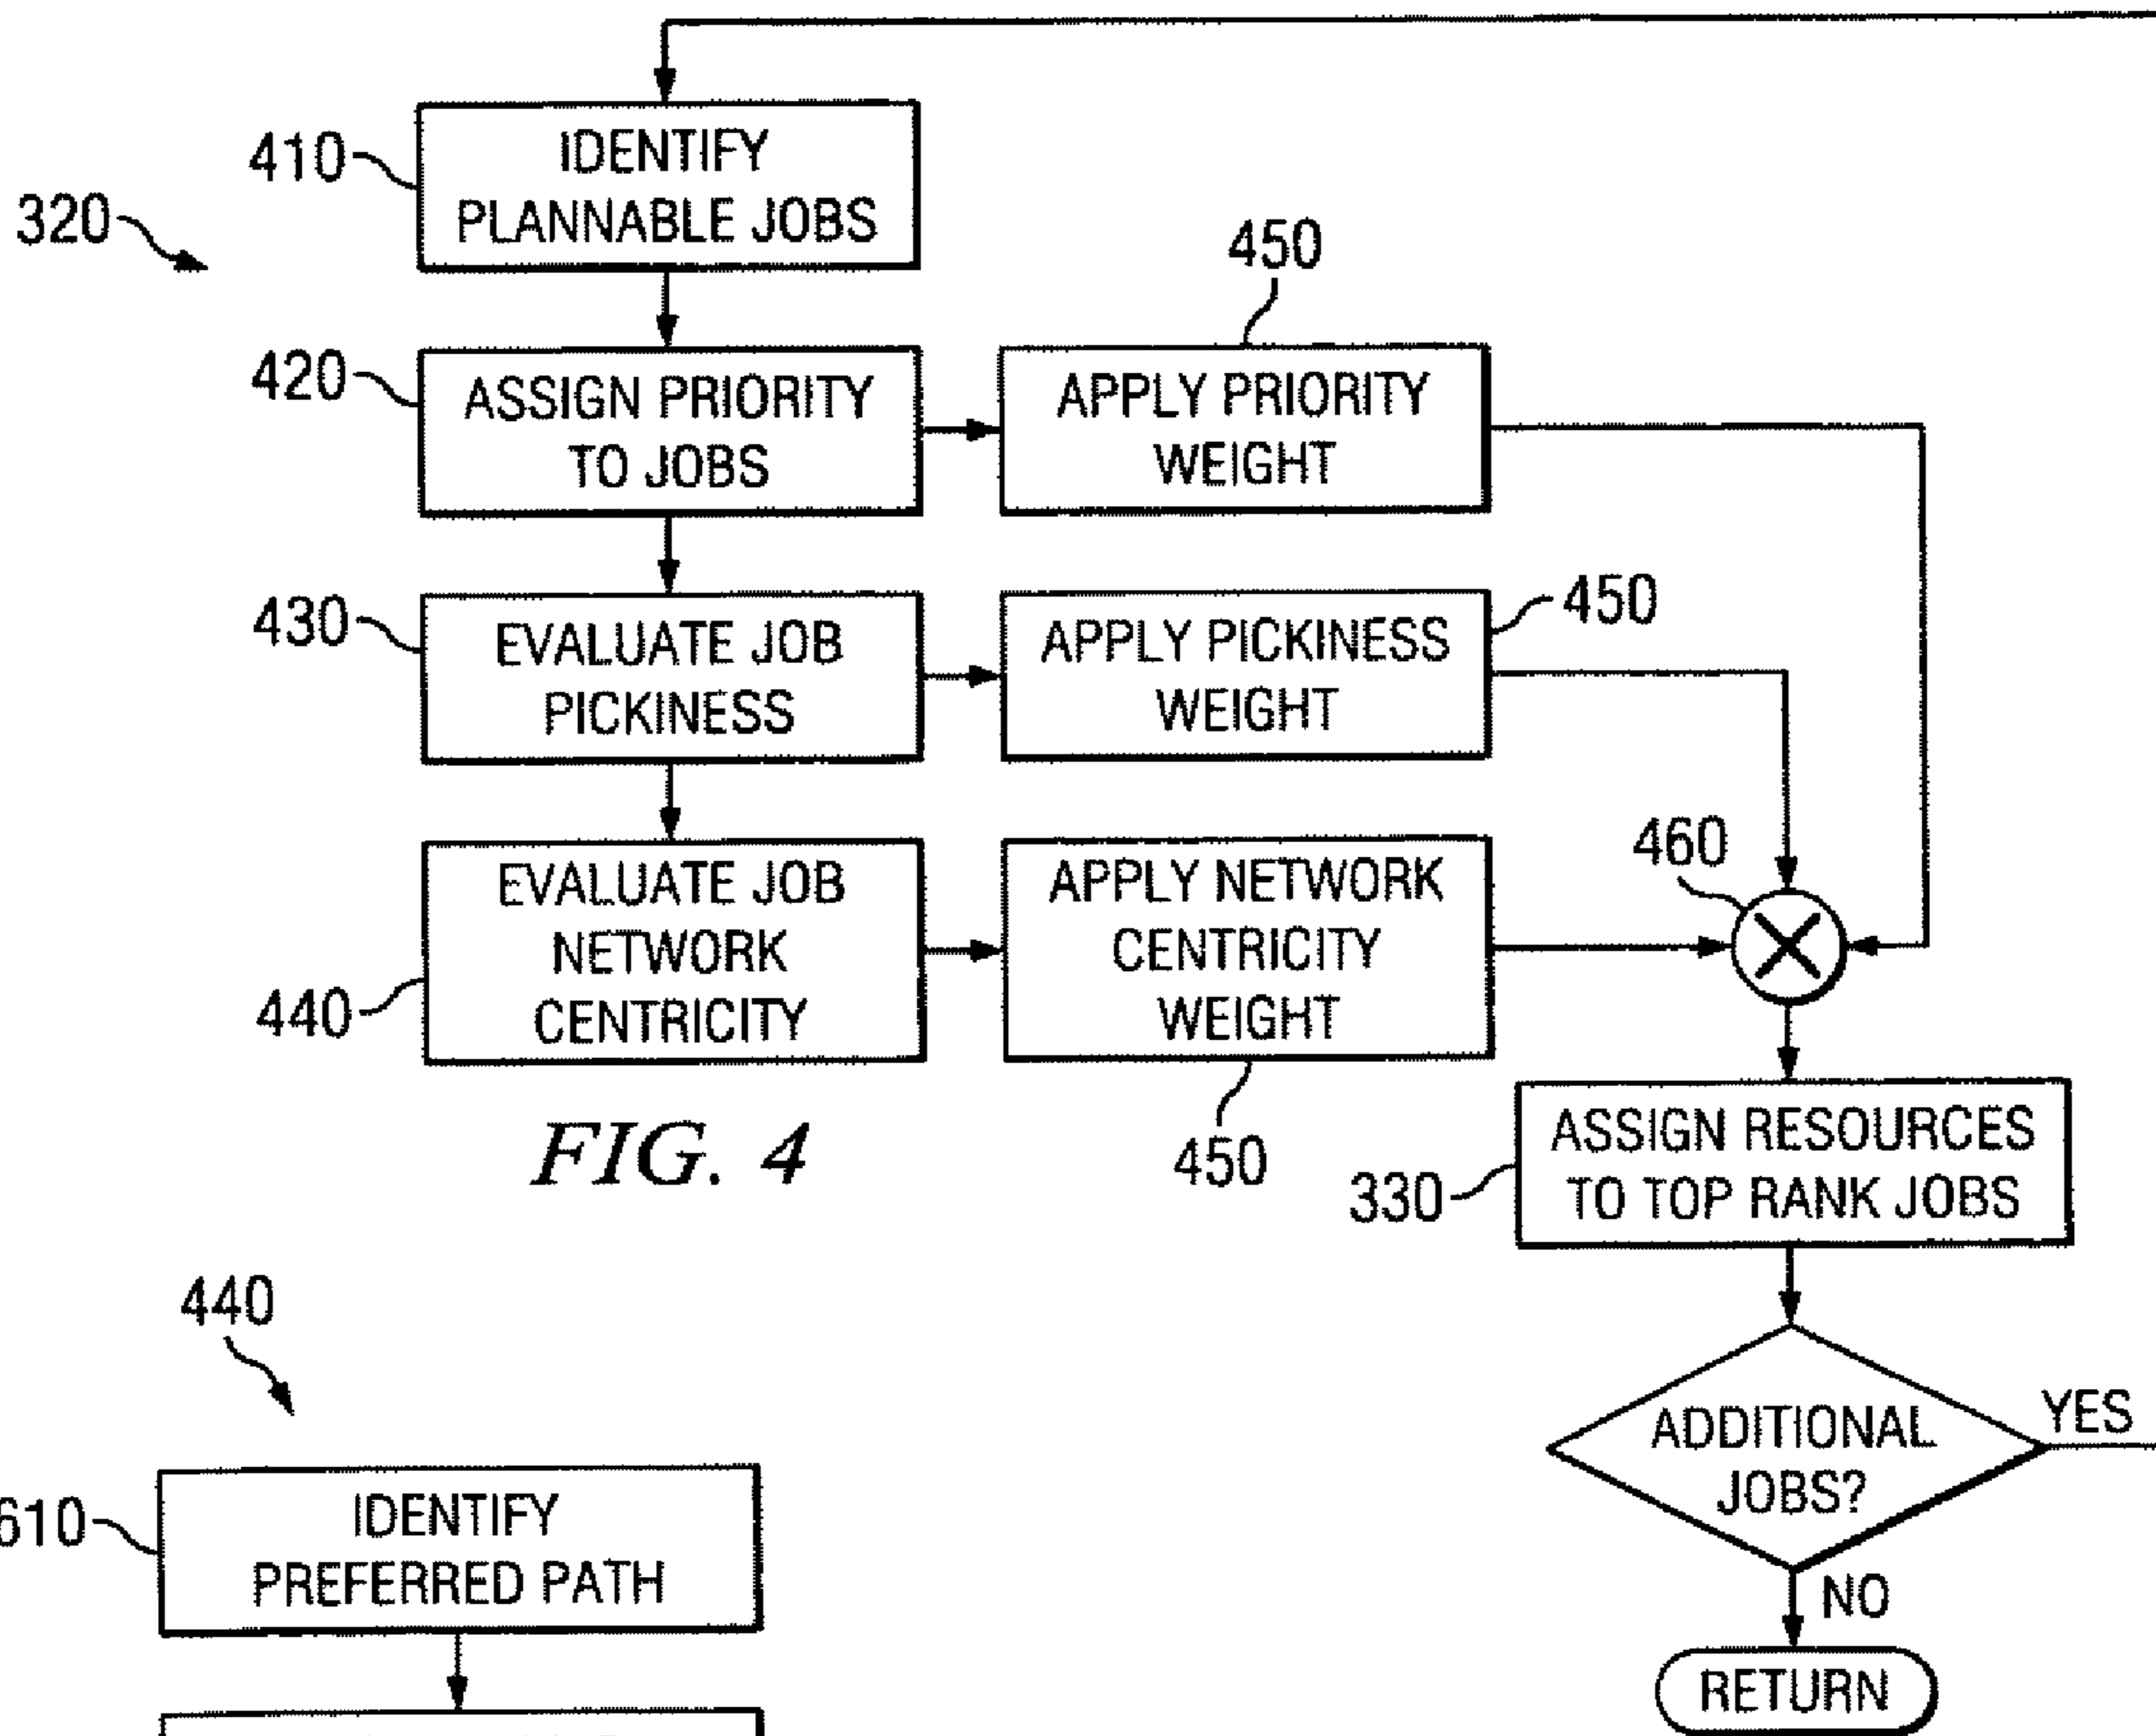 410
IDENTIFY
PLANNABLE JOBS
320
450
420
ASSIGN PRIORITY
TO JOBS
APPLY PRIORITY
WEIGHT
430
EVALUATE JOB
PICKINESS
APPLY PICKINESS
WEIGHT
450
440
EVALUATE JOB
NETWORK
CENTRICITY
APPLY NETWORK
CENTRICITY
WEIGHT
450
460
FIG. 4
330
ASSIGN RESOURCES
TO TOP RANK JOBS
ADDITIONAL
JOBS?
YES
NO
RETURN
440
610
IDENTIFY
PREFERRED PATH